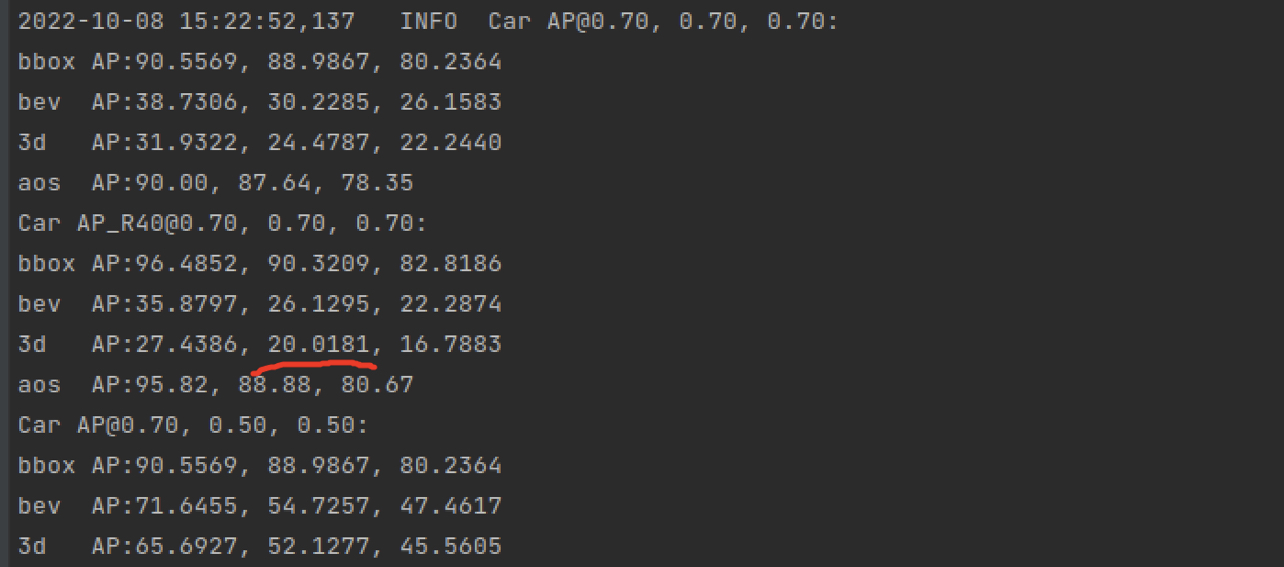 2022-10-08 15:22:52,137   INFO  Car AP@0.70, 0.70, 0.70:
bbox AP:90.5569, 88.9867, 80.2364
bev  AP:38.7306, 30.2285, 26.1583
3d   AP:31.9322, 24.4787, 22.2440
aos  AP:90.00, 87.64, 78.35
Car AP_R40@0.70, 0.70, 0.70:
bbox AP:96.4852, 90.3209, 82.8186
bev  AP:35.8797, 26.1295, 22.2874
3d   AP:27.4386, 20.0181, 16.7883
aos  AP:95.82, 88.88, 80.67
Car AP@0.70, 0.50, 0.50:
bbox AP:90.5569, 88.9867, 80.2364
bev  AP:71.6455, 54.7257, 47.4617
3d   AP:65.6927, 52.1277, 45.5605